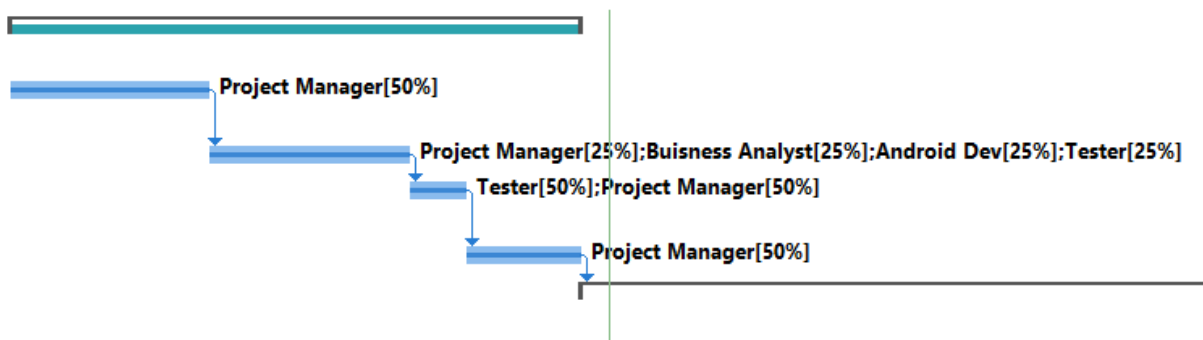 Project Manager[50%]
Project Manager[25%];Buisness Analyst[25%];Android Dev[25%];Tester[25%]
Tester[50%];Project Manager[50%]
Project Manager[50%]